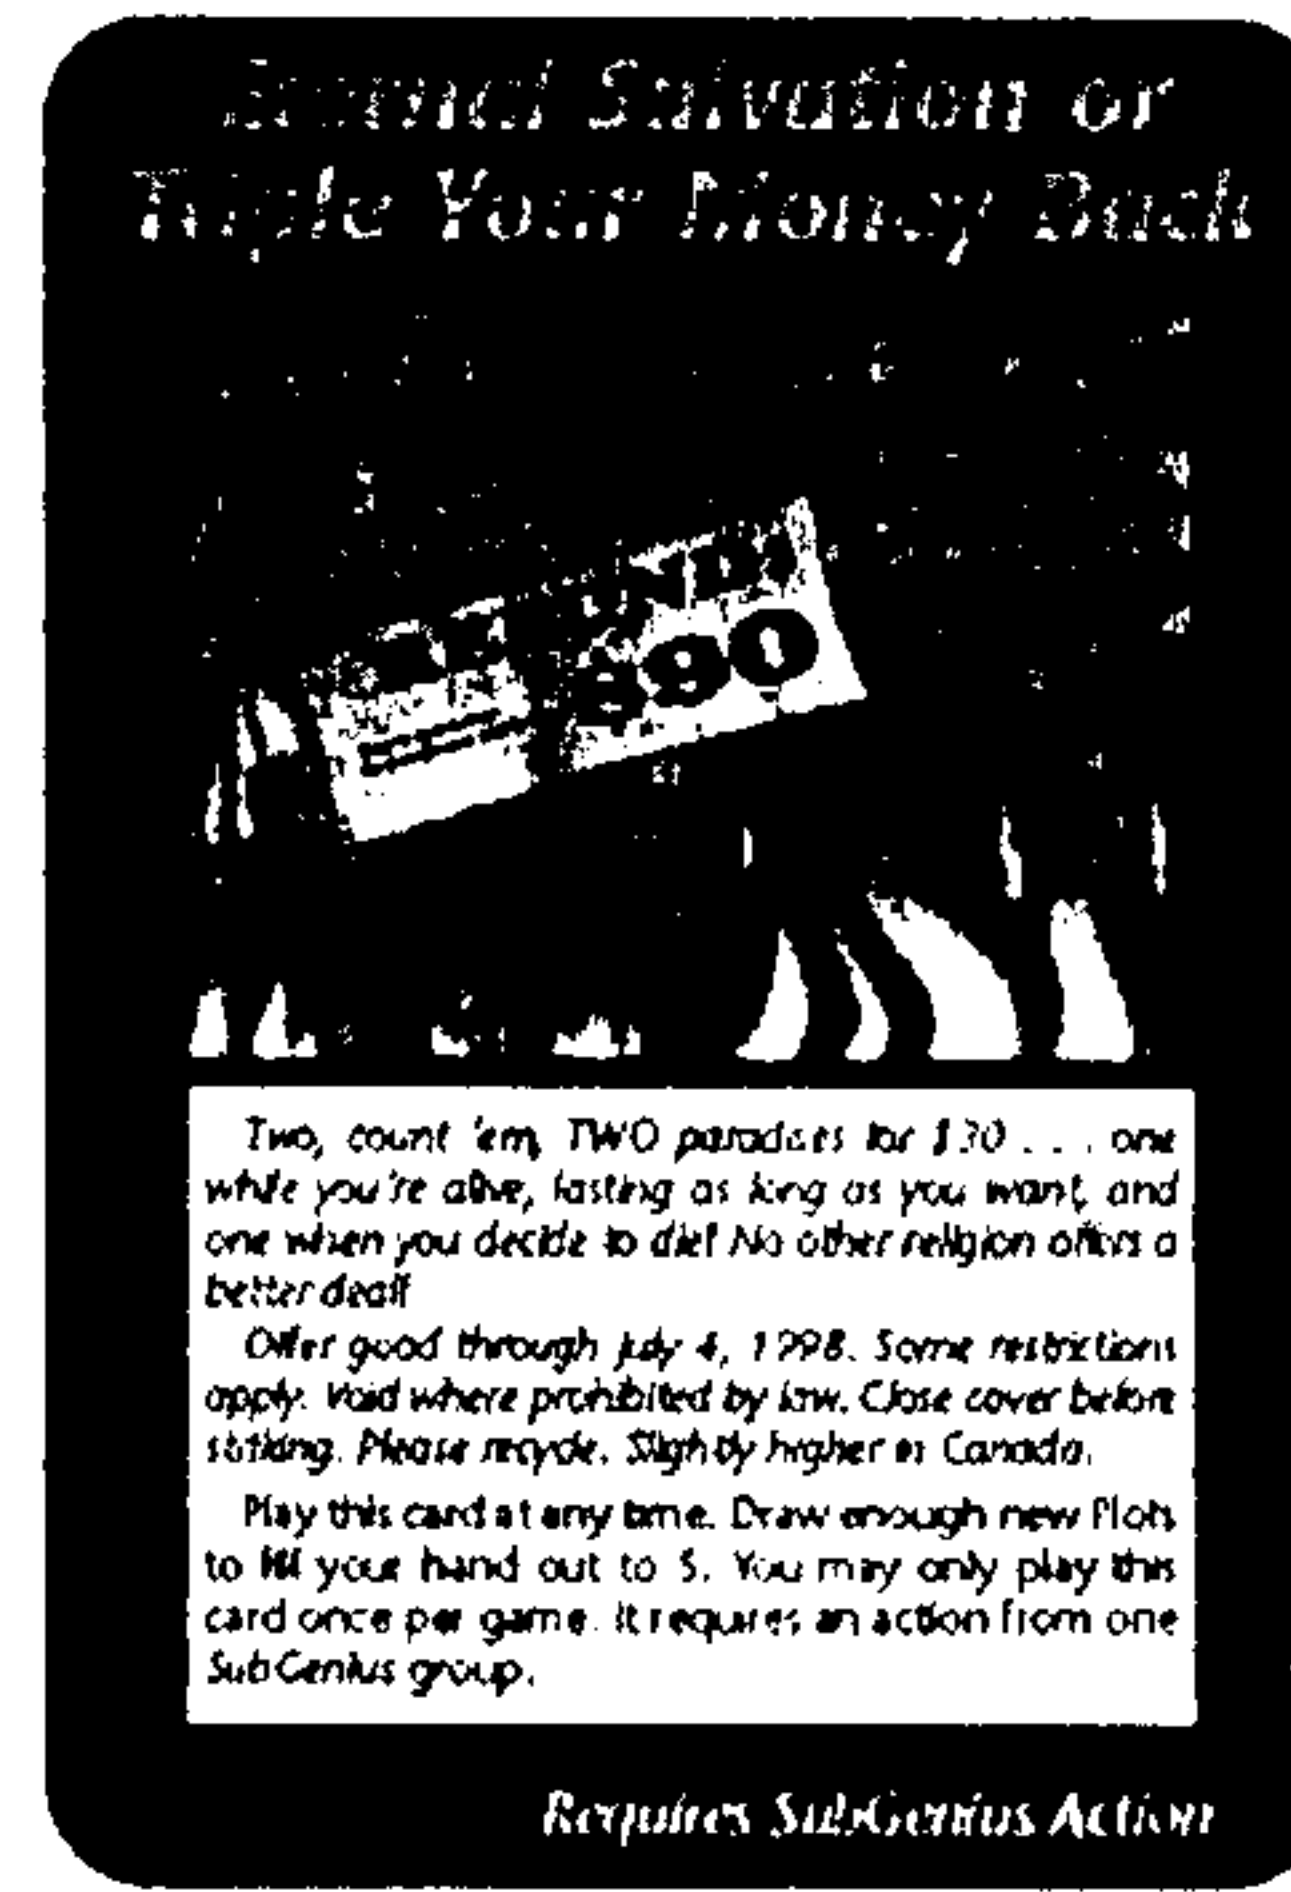 Eternal Salvation or
Triple Your Money Back
Two, count 'em, TWO paradises for $30 . . . one
while you're alive, lasting as long as you want, and
one when you decide to die! No other religion offers a
better deal!
Offer good through July 4, 1998. Some restrictions
apply. Void where prohibited by law. Close cover before
striking. Please recycle. Slightly higher in Canada.
Play this card at any time. Draw enough new Plots
to fill your hand out to 5. You may only play this
card once per game. It requires an action from one
SubGenius group.
Requires SubGenius Action